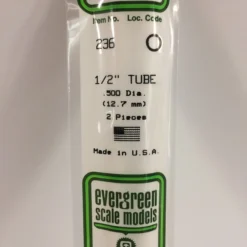 Item No. Loc. Code
236
1/2" TUBE
.500 Dia.
(12.7 mm)
2 Pieces
Made in U.S.A.
evergreen
scale models